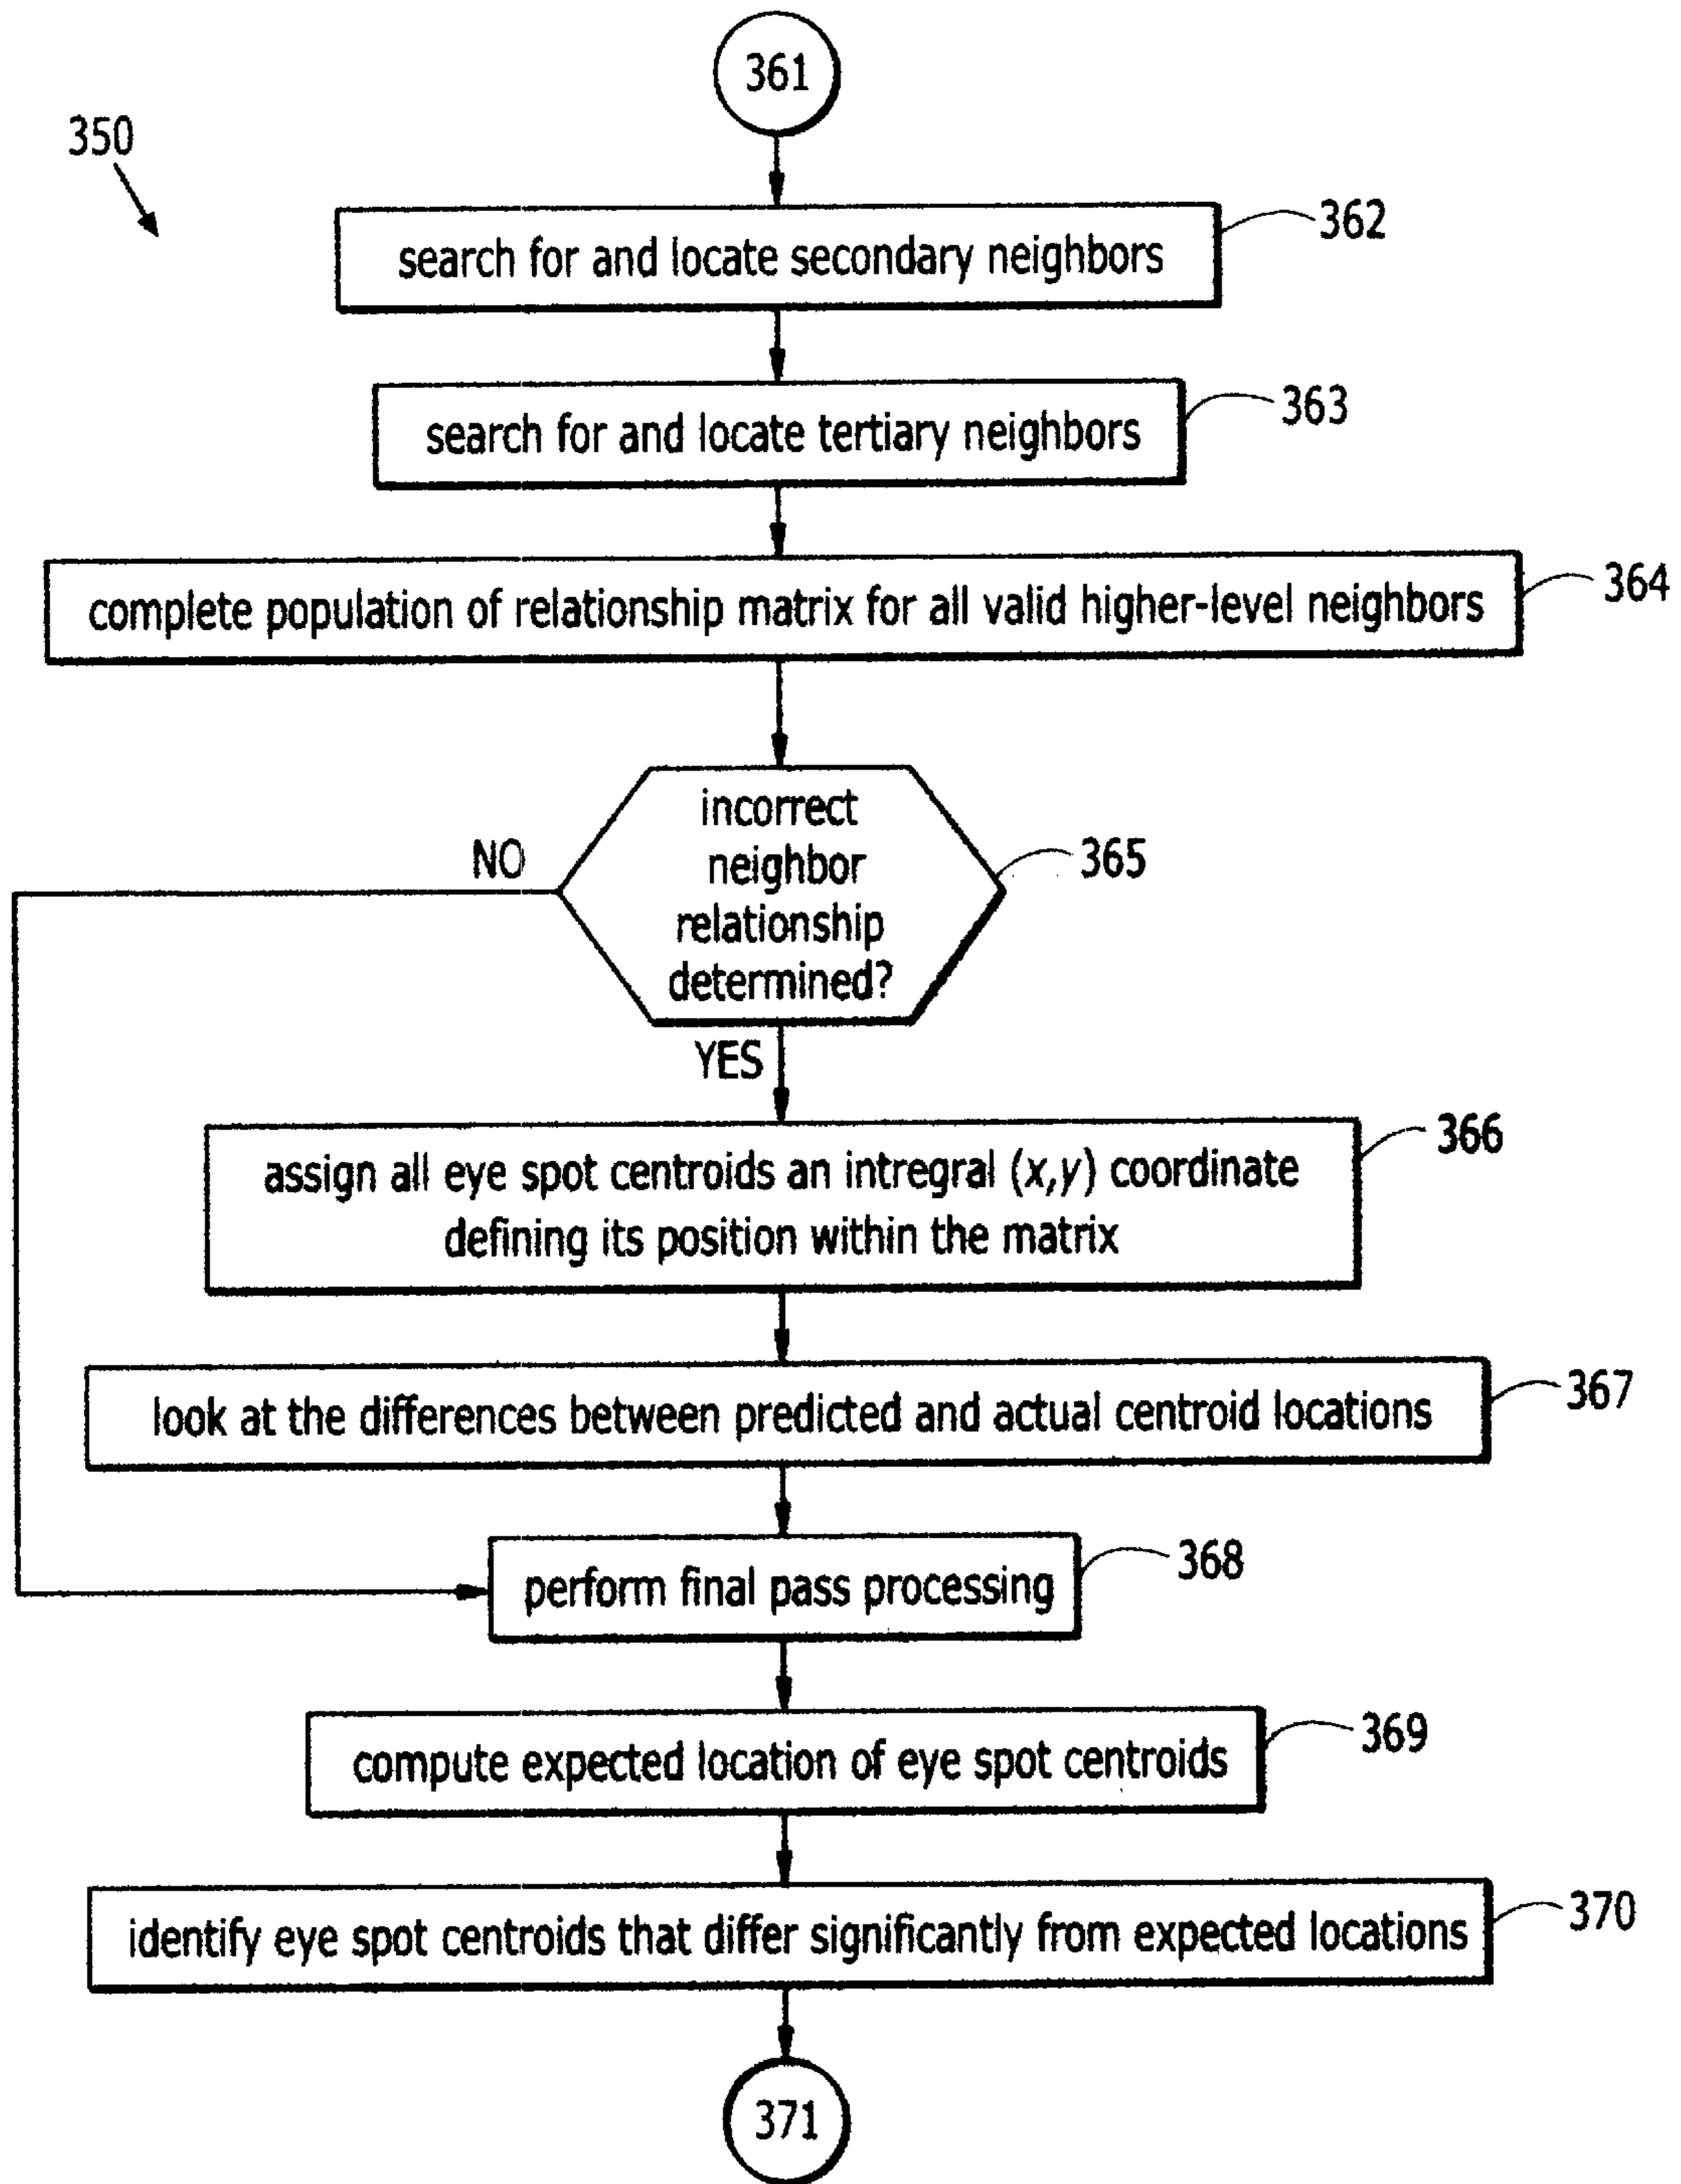 361
350
362
search for and locate secondary neighbors
363
search for and locate tertiary neighbors
364
complete population of relationship matrix for all valid higher-level neighbors
incorrect
neighbor
relationship
determined?
365
NO
YES
366
assign all eye spot centroids an intregral (x,y) coordinate
defining its position within the matrix
367
look at the differences between predicted and actual centroid locations
368
perform final pass processing
369
compute expected location of eye spot centroids
370
identify eye spot centroids that differ significantly from expected locations
371